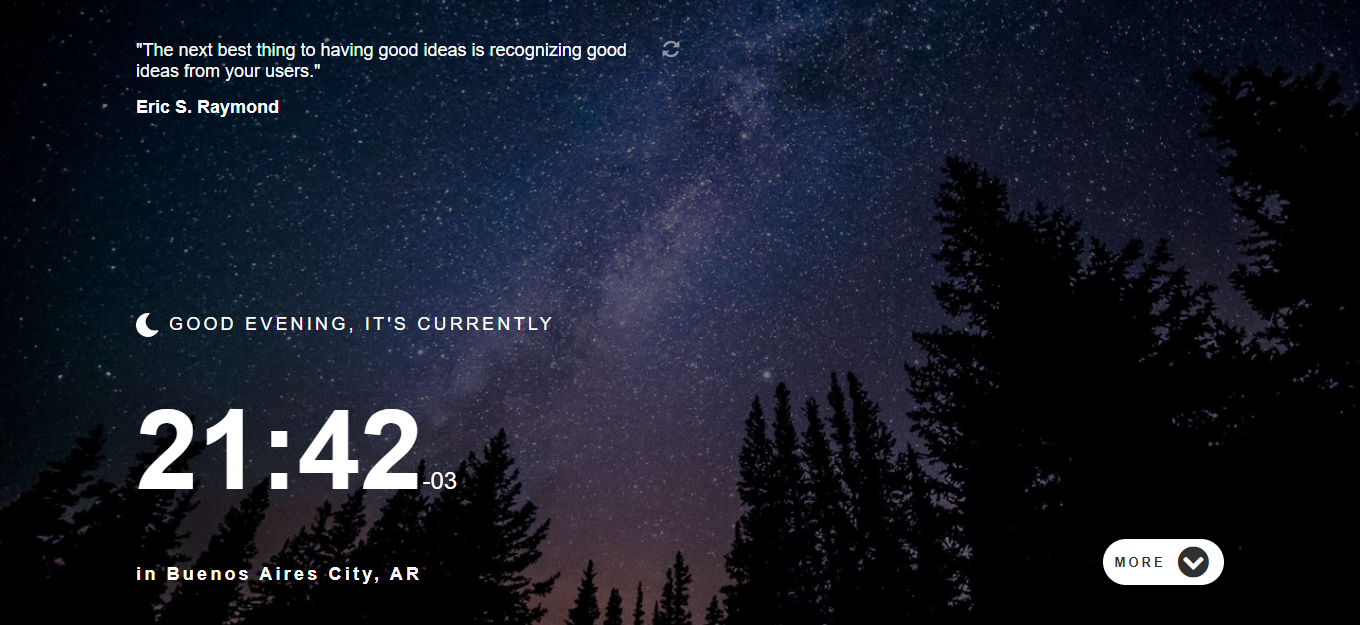 "The next best thing to having good ideas is recognizing good
ideas from your users."
Eric S. Raymond
GOOD EVENING, IT'S CURRENTLY
21:42 -03
in Buenos Aires City, AR
MORE